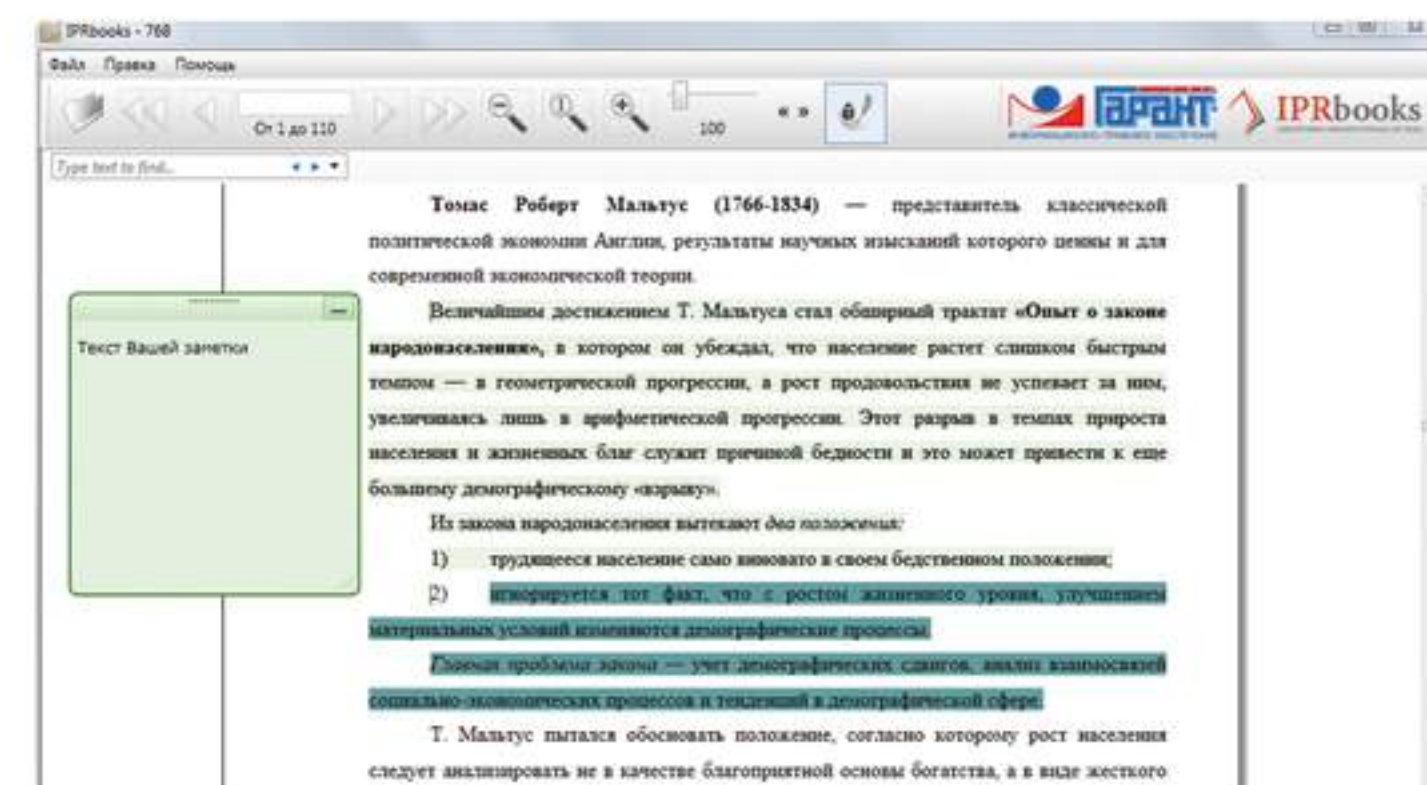 IPRbooks - 768
Файл Правка Помощь
От 1 до 110
100
« »
ГАРАНТ
IPRbooks
Type text to find...
Томас Роберт Мальтус (1766-1834) — представитель классической
политической экономии Англии, результаты научных изысканий которого ценны и для
современной экономической теории.
Величайшим достижением Т. Мальтуса стал обширный трактат «Опыт о законе
народонаселения», в котором он убеждал, что население растет слишком быстрым
темпом — в геометрической прогрессии, а рост продовольствия не успевает за ним,
увеличиваясь лишь в арифметической прогрессии. Этот разрыв в темпах прироста
населения и жизненных благ служит причиной бедности и это может привести к еще
большему демографическому «взрыву».
Из закона народонаселения вытекают два положения:
1) трудящееся население само виновато в своем бедственном положении;
2) игнорируется тот факт, что с ростом жизненного уровня, улучшением
материальных условий изменяются демографические процессы.
Главная проблема закона — учет демографических сдвигов, анализ взаимосвязей
социально-экономических процессов и тенденций в демографической сфере.
Т. Мальтус пытался обосновать положение, согласно которому рост населения
следует анализировать не в качестве благоприятной основы богатства, а в виде жесткого
Текст Вашей заметки